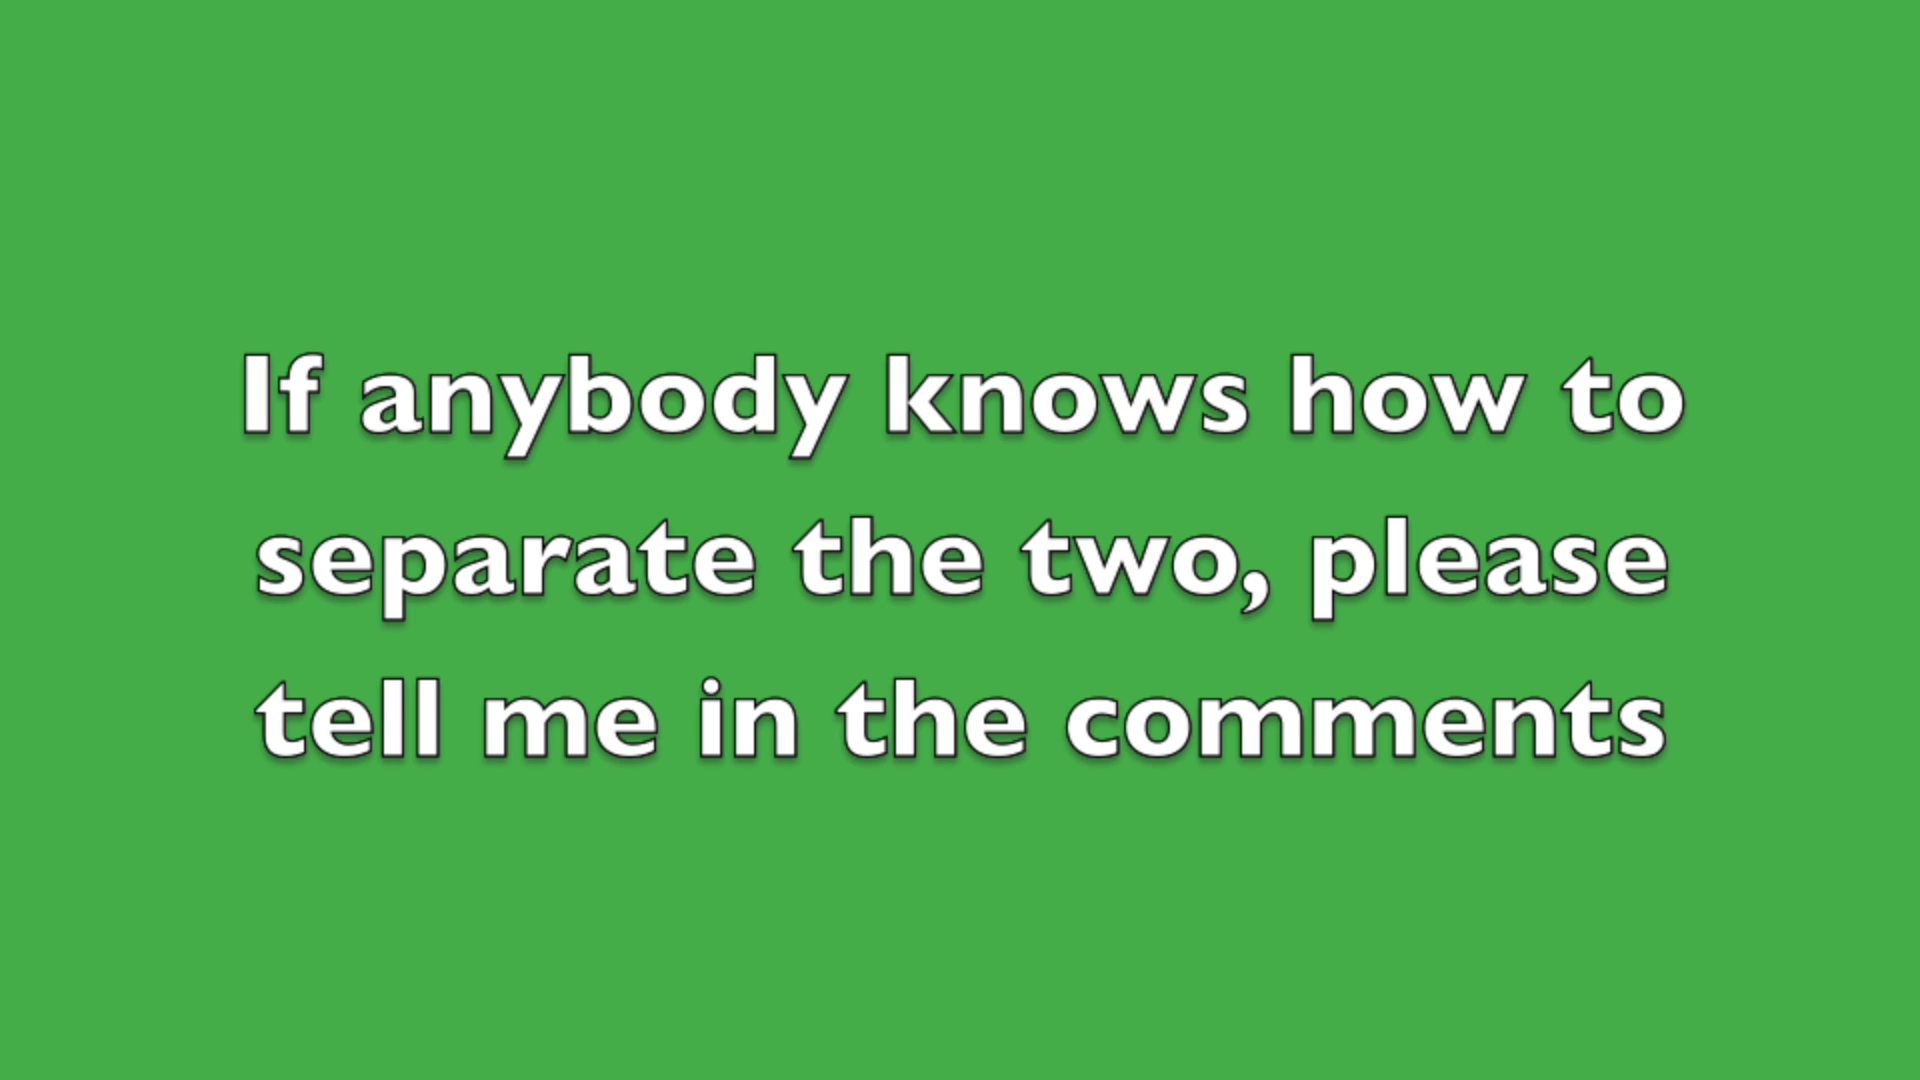 If anybody knows how to
separate the two, please
tell me in the comments